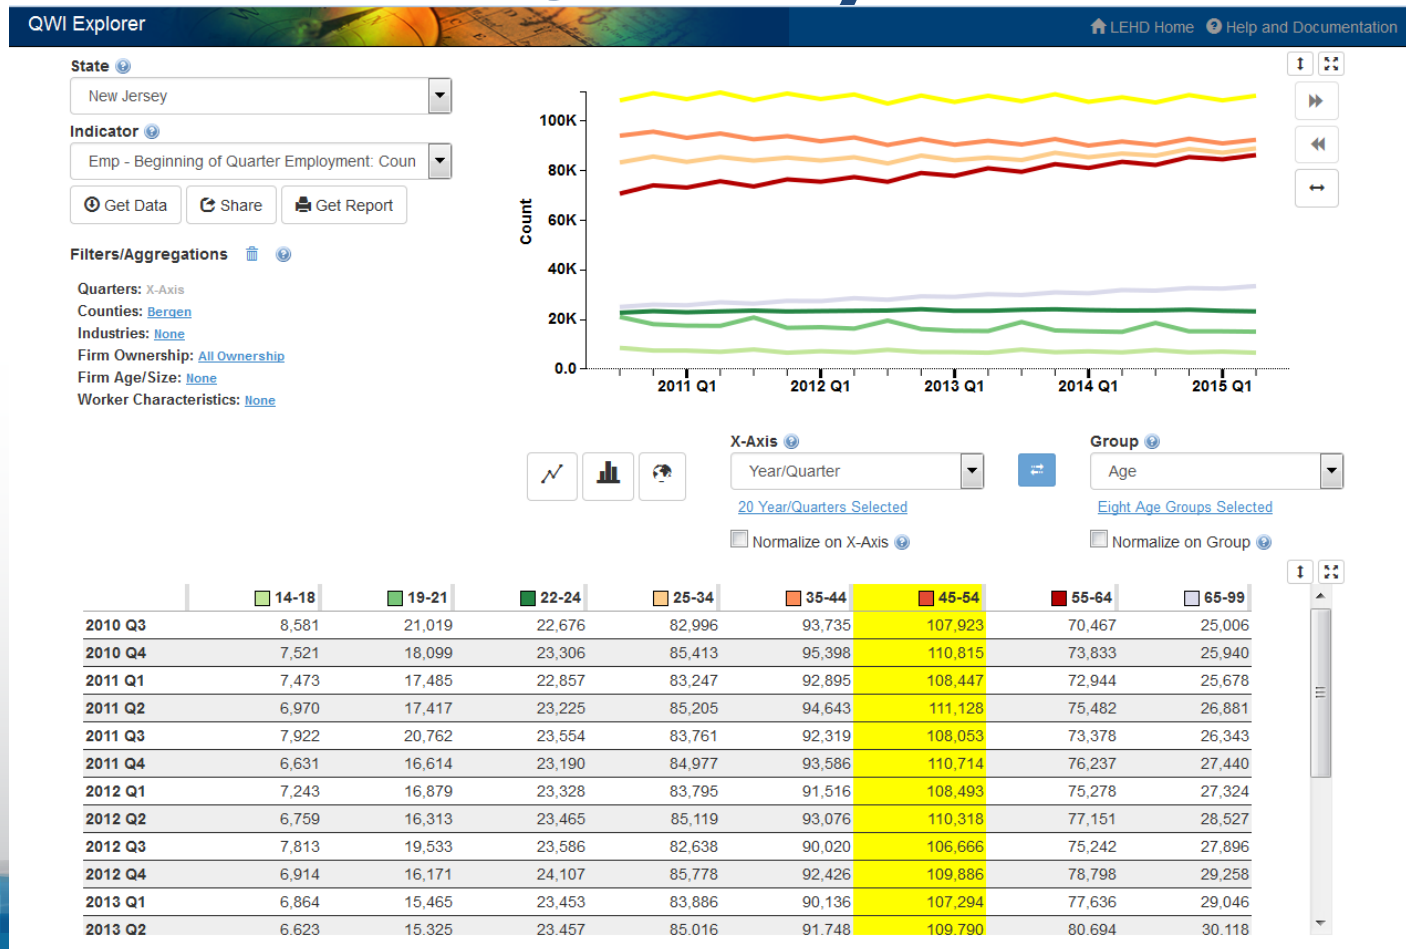 QWI Explorer
LEHD Home Help and Documentation
State
New Jersey
Indicator
Emp - Beginning of Quarter Employment: Coun
Get Data Share Get Report
Filters/Aggregations
Quarters: X-Axis
Counties: Bergen
Industries: None
Firm Ownership: All Ownership
Firm Age/Size: None
Worker Characteristics: None
Count
100K
80K
60K
40K
20K
0.0
2011 Q1 2012 Q1 2013 Q1 2014 Q1 2015 Q1
X-Axis Group
Year/Quarter Age
20 Year/Quarters Selected Eight Age Groups Selected
Normalize on X-Axis Normalize on Group
14-18 19-21 22-24 25-34 35-44 45-54 55-64 65-99
2010 Q3 8,581 21,019 22,676 82,996 93,735 107,923 70,467 25,006
2010 Q4 7,521 18,099 23,306 85,413 95,398 110,815 73,833 25,940
2011 Q1 7,473 17,485 22,857 83,247 92,895 108,447 72,944 25,678
2011 Q2 6,970 17,417 23,225 85,205 94,643 111,128 75,482 26,881
2011 Q3 7,922 20,762 23,554 83,761 92,319 108,053 73,378 26,343
2011 Q4 6,631 16,614 23,190 84,977 93,586 110,714 76,237 27,440
2012 Q1 7,243 16,879 23,328 83,795 91,516 108,493 75,278 27,324
2012 Q2 6,759 16,313 23,465 85,119 93,076 110,318 77,151 28,527
2012 Q3 7,813 19,533 23,586 82,638 90,020 106,666 75,242 27,896
2012 Q4 6,914 16,171 24,107 85,778 92,426 109,886 78,798 29,258
2013 Q1 6,864 15,465 23,453 83,886 90,136 107,294 77,636 29,046
2013 Q2 6,623 15,325 23,457 85,016 91,748 109,790 80,694 30,118